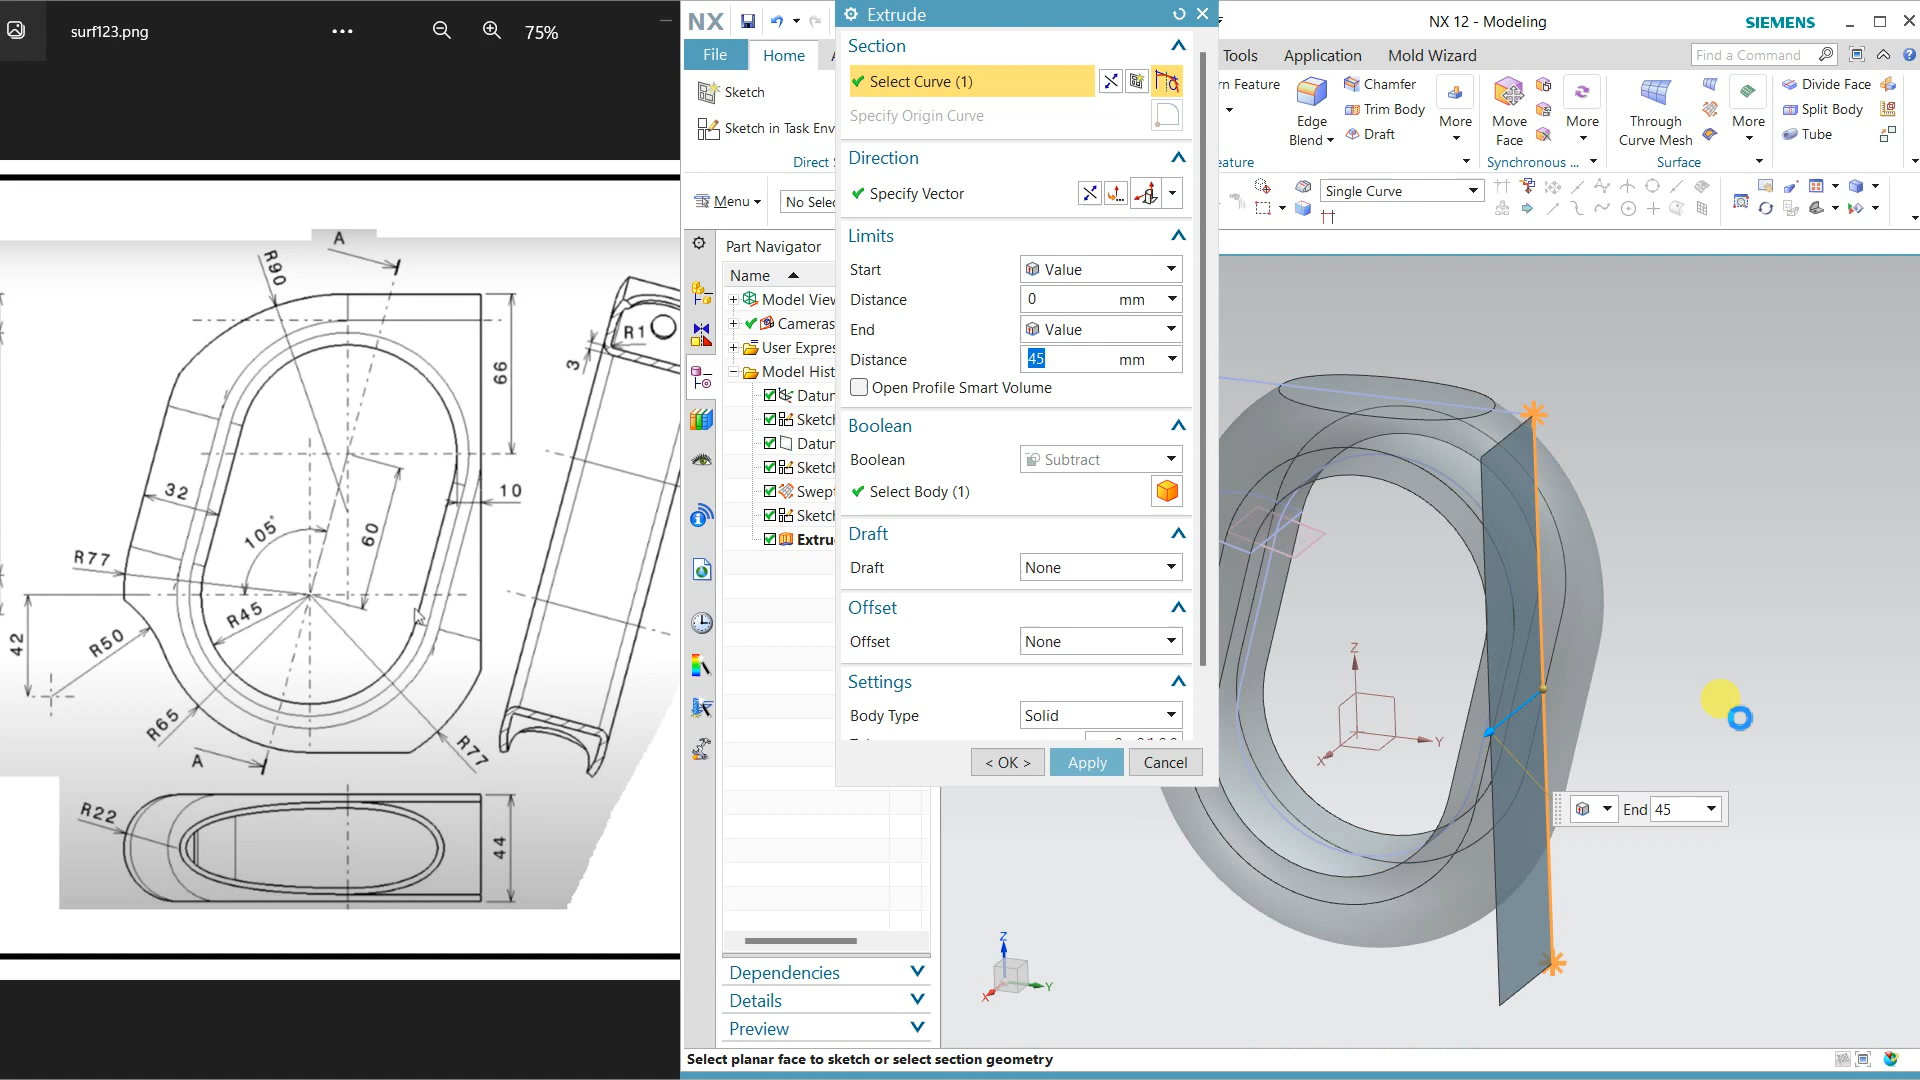 surf123.png
75%
A
R90
R1
3
66
32
10
105°
60
R77
R45
42
R50
R65
R77
A
R22
44
NX
NX 12 - Modeling
SIEMENS
File
Home
Tools
Application
Mold Wizard
Find a Command
Sketch
Sketch in Task Env
Direct S
rn Feature
Edge
Blend
Chamfer
Trim Body
Draft
More
eature
Move
Face
More
Synchronous ...
Through
Curve Mesh
More
Surface
Divide Face
Split Body
Tube
Menu
No Selec
Single Curve
Part Navigator
Name
Model View
Cameras
User Expres
Model Hist
Datum
Sketch
Datum
Sketch
Swept
Sketch
Extru
Dependencies
Details
Preview
Extrude
Section
Select Curve (1)
Specify Origin Curve
Direction
Specify Vector
Limits
Start
Value
Distance
0 mm
End
Value
Distance
45 mm
Open Profile Smart Volume
Boolean
Boolean
Subtract
Select Body (1)
Draft
Draft
None
Offset
Offset
None
Settings
Body Type
Solid
< OK >
Apply
Cancel
Z
Y
X
End 45
Z
Y
X
Select planar face to sketch or select section geometry